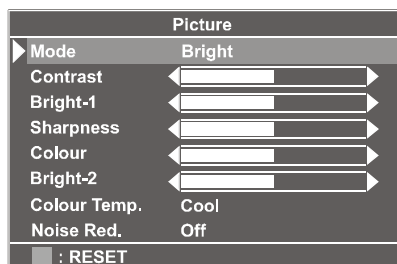 Picture
Mode Bright
Contrast
Bright-1
Sharpness
Colour
Bright-2
Colour Temp. Cool
Noise Red. Off
: RESET